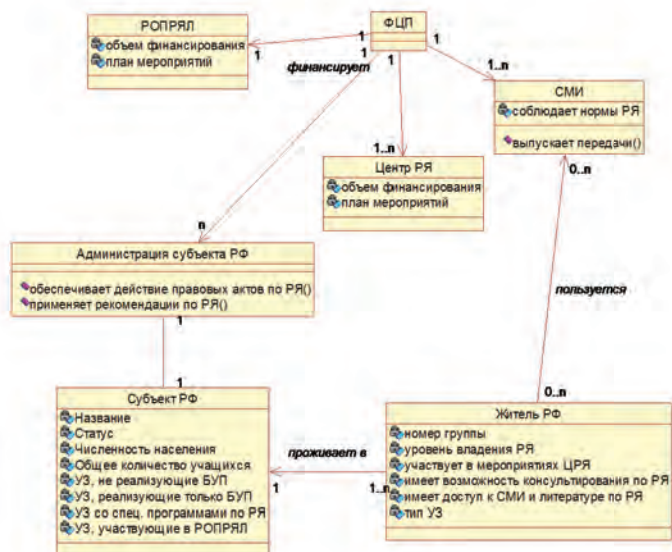 РОПРЯЛ
объем финансирования
план мероприятий
ФЦП
1
1
1
1
1
1
финансирует
1..n
СМИ
соблюдает нормы РЯ
выпускает передачи()
0..n
1..n
Центр РЯ
объем финансирования
план мероприятий
n
Администрация субъекта РФ
обеспечивает действие правовых актов по РЯ()
применяет рекомендации по РЯ()
1
пользуется
1
Субъект РФ
Название
Статус
Численность населения
Общее количество учащихся
УЗ, не реализующие БУП
УЗ, реализующие только БУП
УЗ со спец. программами по РЯ
УЗ, участвующие в РОПРЯЛ
проживает в
1
1..n
0..n
Житель РФ
номер группы
уровень владения РЯ
участвует в мероприятиях ЦРЯ
имеет возможность консультирования по РЯ
имеет доступ к СМИ и литературе по РЯ
тип УЗ